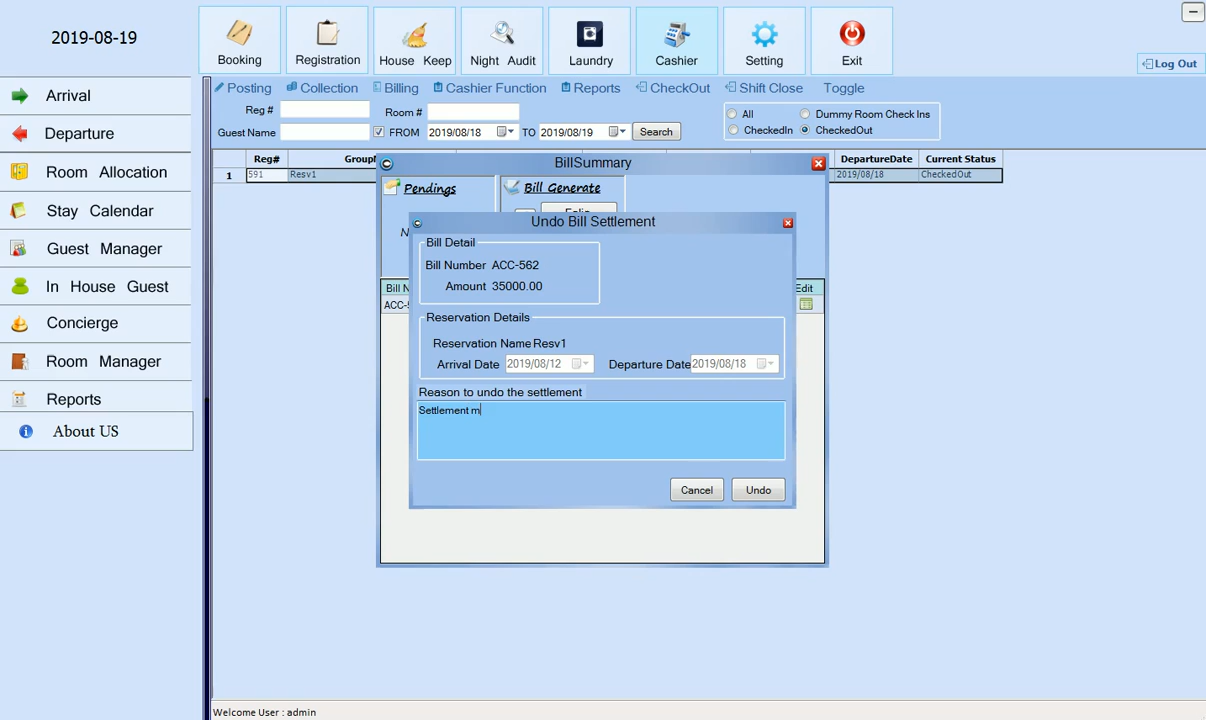 2019-08-19
Booking
Registration
House Keep
Night Audit
Laundry
Cashier
Setting
Exit
Log Out
Arrival
Departure
Room Allocation
Stay Calendar
Guest Manager
In House Guest
Concierge
Room Manager
Reports
About US
Posting
Collection
Billing
Cashier Function
Reports
CheckOut
Shift Close
Toggle
Reg #
Room #
Guest Name
FROM 2019/08/18 TO 2019/08/19 Search
All
Dummy Room Check Ins
CheckedIn
CheckedOut
Reg#
DepartureDate
Current Status
1
591
Resv1
2019/08/18
CheckedOut
BillSummary
Pendings
Bill Generate
Edit
Undo Bill Settlement
Bill Detail
Bill Number ACC-562
Amount 35000.00
Reservation Details
Reservation Name Resv1
Arrival Date 2019/08/12 Departure Date 2019/08/18
Reason to undo the settlement
Settlement m
Cancel
Undo
Welcome User : admin